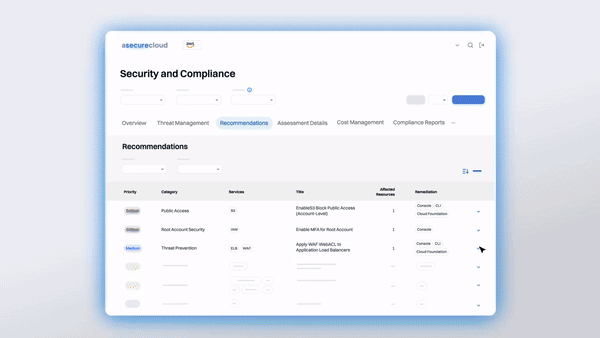 asecurecloud aws
Security and Compliance
Overview Threat Management Recommendations Assessment Details Cost Management Compliance Reports
Recommendations
Priority Category Services Title Affected Resources Remediation
Critical Public Access S3 EnableS3 Block Public Access (Account-Level) 1 Console CLI Cloud Foundation
Root Account Security Enable MFA for Root Account 1 Console
Medium Threat Prevention ELB WAF Apply WAF WebACL to Application Load Balancers 1 Console CLI Cloud Foundation